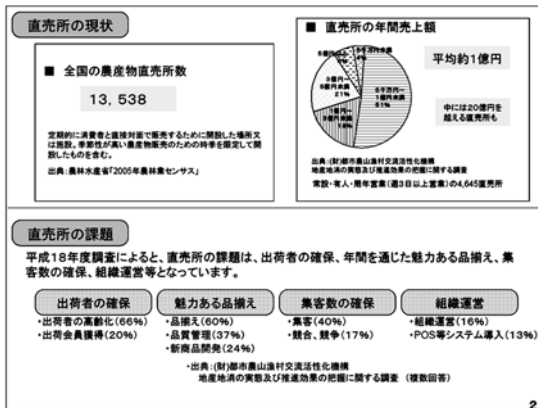 直売所の現状
■ 全国の農産物直売所数
13,538
定期的に消費者と直接対面で販売するために開設した場所又
は施設。季節性が高い農産物販売のための時季を限定して開
設したものを含む。
出典:農林水産省「2005年農林業センサス」
■ 直売所の年間売上額
5千万円未満
3億円~
21%
5千万円~
1億円未満
51%
1億円~
平均約1億円
中には20億円を
超える直売所も
出典:(財)都市農山漁村交流活性化機構
地産地消の実態及び推進効果の把握に関する調査
常設・有人・周年営業(週3日以上営業)の4,645直売所
直売所の課題
平成18年度調査によると、直売所の課題は、出荷者の確保、年間を通じた魅力ある品揃え、集
客数の確保、組織運営等となっています。
出荷者の確保
・出荷者の高齢化(66%)
・出荷会員獲得(20%)
魅力ある品揃え
・品揃え(60%)
・品質管理(37%)
・新商品開発(24%)
集客数の確保
・集客(40%)
・競合、競争(17%)
組織運営
・組織運営(16%)
・POS等システム導入(13%)
・出典:(財)都市農山漁村交流活性化機構
地産地消の実態及び推進効果の把握に関する調査 (複数回答)
2